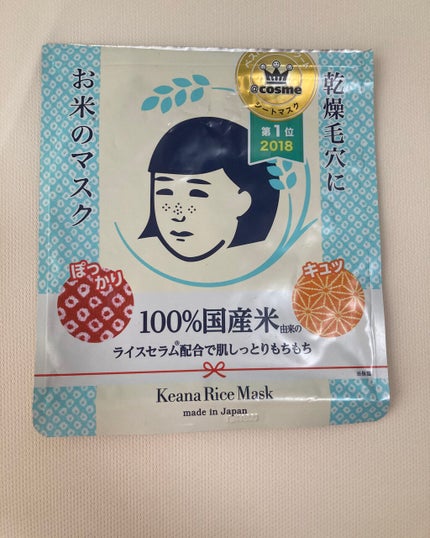 乾燥毛穴に
お米のマスク
@cosme
シートマスク
第1位
2018
ぽっかり
キュッ
100%国産米由来の
ライスセラム®配合で肌しっとりもちもち
Keana Rice Mask
made in Japan